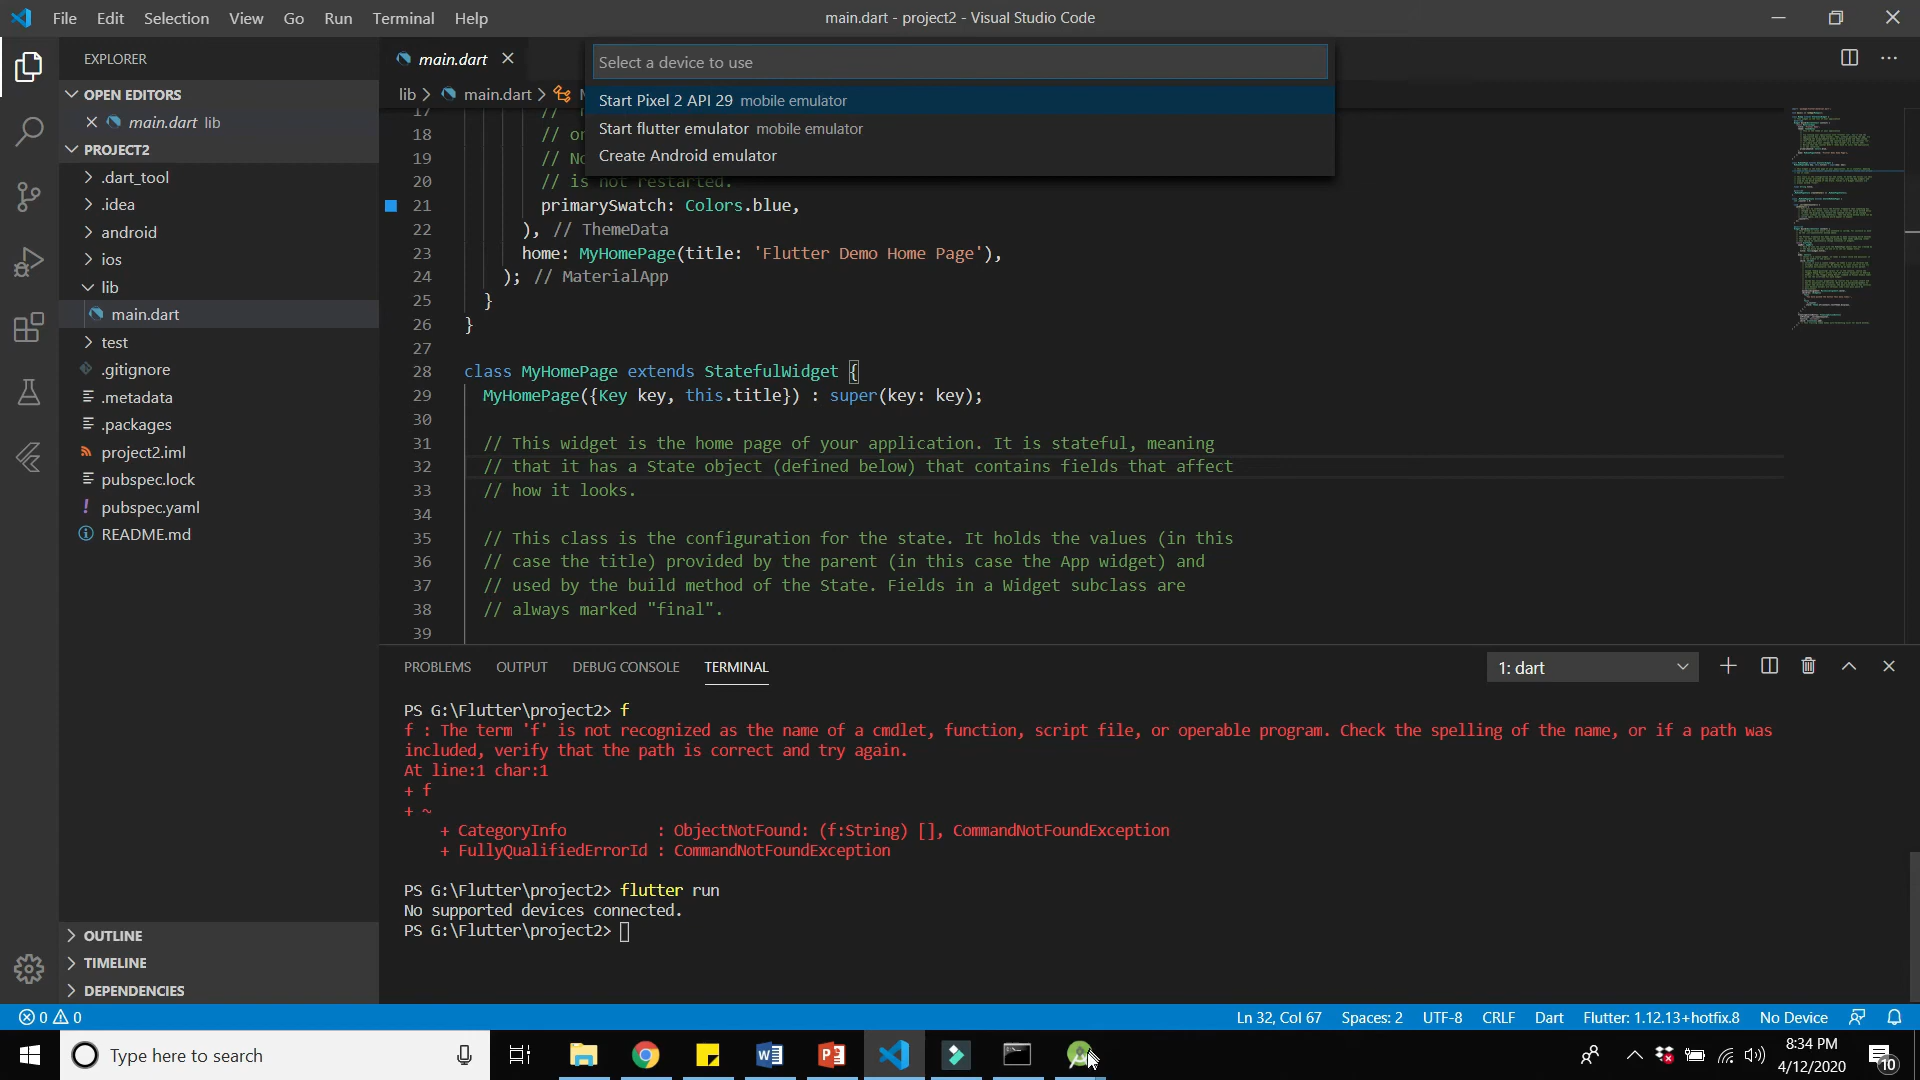 File Edit Selection View Go Run Terminal Help
main.dart - project2 - Visual Studio Code
EXPLORER
OPEN EDITORS
main.dart lib
PROJECT2
.dart_tool
.idea
android
ios
lib
main.dart
test
.gitignore
.metadata
.packages
project2.iml
pubspec.lock
pubspec.yaml
README.md
OUTLINE
TIMELINE
DEPENDENCIES
main.dart
lib > main.dart >
Select a device to use
Start Pixel 2 API 29 mobile emulator
Start flutter emulator mobile emulator
Create Android emulator
17 //
18 // or
19 // No
20 // is not restarted.
21 primarySwatch: Colors.blue,
22 ), // ThemeData
23 home: MyHomePage(title: 'Flutter Demo Home Page'),
24 ); // MaterialApp
25 }
26 }
27
28 class MyHomePage extends StatefulWidget {
29 MyHomePage({Key key, this.title}) : super(key: key);
30
31 // This widget is the home page of your application. It is stateful, meaning
32 // that it has a State object (defined below) that contains fields that affect
33 // how it looks.
34
35 // This class is the configuration for the state. It holds the values (in this
36 // case the title) provided by the parent (in this case the App widget) and
37 // used by the build method of the State. Fields in a Widget subclass are
38 // always marked "final".
39
PROBLEMS OUTPUT DEBUG CONSOLE TERMINAL
1: dart
PS G:\Flutter\project2> f
f : The term 'f' is not recognized as the name of a cmdlet, function, script file, or operable program. Check the spelling of the name, or if a path was
included, verify that the path is correct and try again.
At line:1 char:1
+ f
+ ~
+ CategoryInfo : ObjectNotFound: (f:String) [], CommandNotFoundException
+ FullyQualifiedErrorId : CommandNotFoundException
PS G:\Flutter\project2> flutter run
No supported devices connected.
PS G:\Flutter\project2>
0 0
Ln 32, Col 67 Spaces: 2 UTF-8 CRLF Dart Flutter: 1.12.13+hotfix.8 No Device
Type here to search
8:34 PM
4/12/2020
10